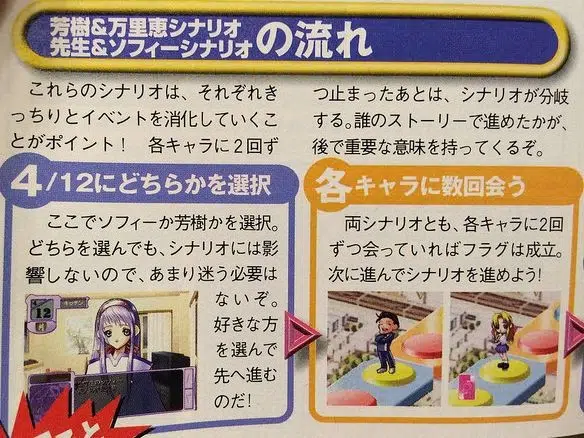 芳樹&万里恵シナリオ
先生&ソフィーシナリオ の流れ
これらのシナリオは、それぞれき
っちりとイベントを消化していくこ
とがポイント! 各キャラに2回ず
つ止まったあとは、シナリオが分岐
する。誰のストーリーで進めたかが、
後で重要な意味を持ってくるぞ。
4/12にどちらかを選択
ここでソフィーか芳樹かを選択。
どちらを選んでも、シナリオには影
響しないので、あまり迷う必要は
ないぞ。
好きな方
を選んで
先へ進む
のだ!
12
各キャラに数回会う
両シナリオとも、各キャラに2回
ずつ会っていればフラグは成立。
次に進んでシナリオを進めよう!